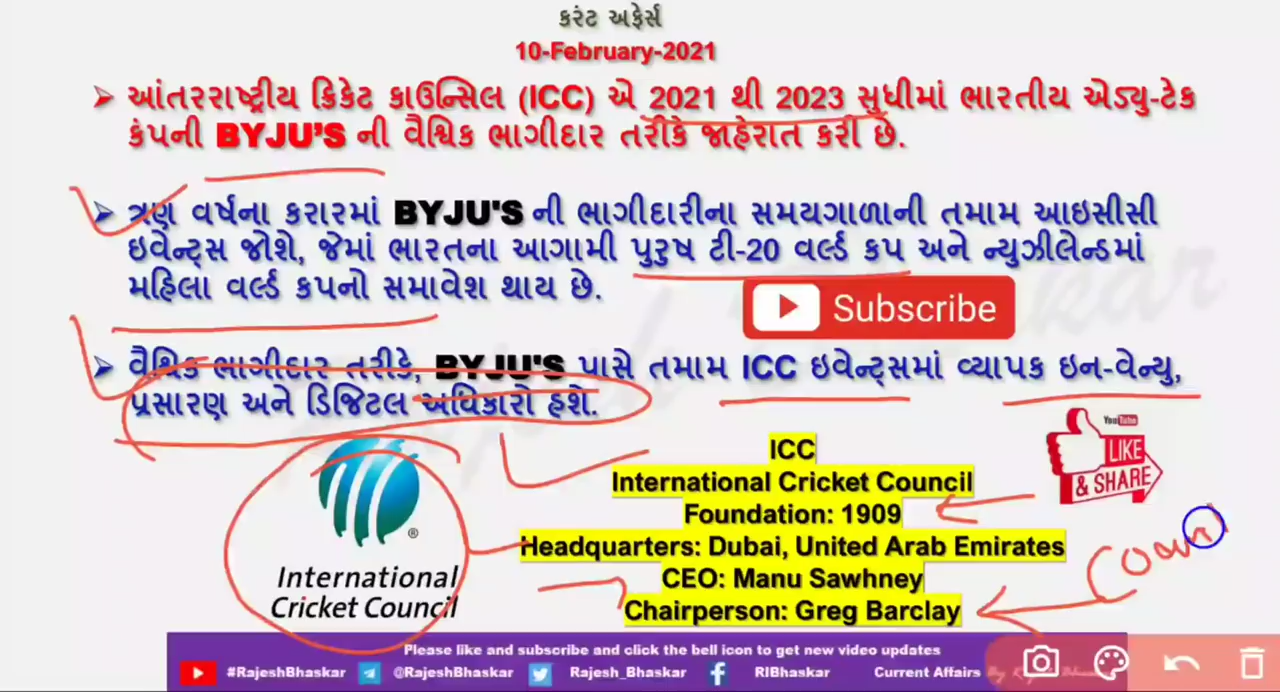 કરંટ અફેર્સ
10-February-2021
આંતરરાષ્ટ્રીય ક્રિકેટ કાઉન્સિલ (ICC) એ 2021 થી 2023 સુધીમાં ભારતીય એડ્યુ-ટેક
કંપની BYJU'S ની વૈશ્વિક ભાગીદાર તરીકે જાહેરાત કરી છે.
ત્રણ વર્ષના કરારમાં BYJU'S ની ભાગીદારીના સમયગાળાની તમામ આઇસીસી
ઇવેન્ટ્સ જોશે, જેમાં ભારતના આગામી પુરુષ ટી-20 વર્લ્ડ કપ અને ન્યુઝીલેન્ડમાં
મહિલા વર્લ્ડ કપનો સમાવેશ થાય છે.
Subscribe
વૈશ્વિક ભાગીદાર તરીકે, BYJU'S પાસે તમામ ICC ઇવેન્ટ્સમાં વ્યાપક ઇન-વેન્યુ,
પ્રસારણ અને ડિજિટલ અધિકારો હશે.
YouTube
LIKE
& SHARE
ICC
International Cricket Council
Foundation: 1909
Headquarters: Dubai, United Arab Emirates
CEO: Manu Sawhney
Chairperson: Greg Barclay
®
International
Cricket Council
Please like and subscribe and click the bell icon to get new video updates
#RajeshBhaskar @RajeshBhaskar Rajesh_Bhaskar RIBhaskar Current Affairs By